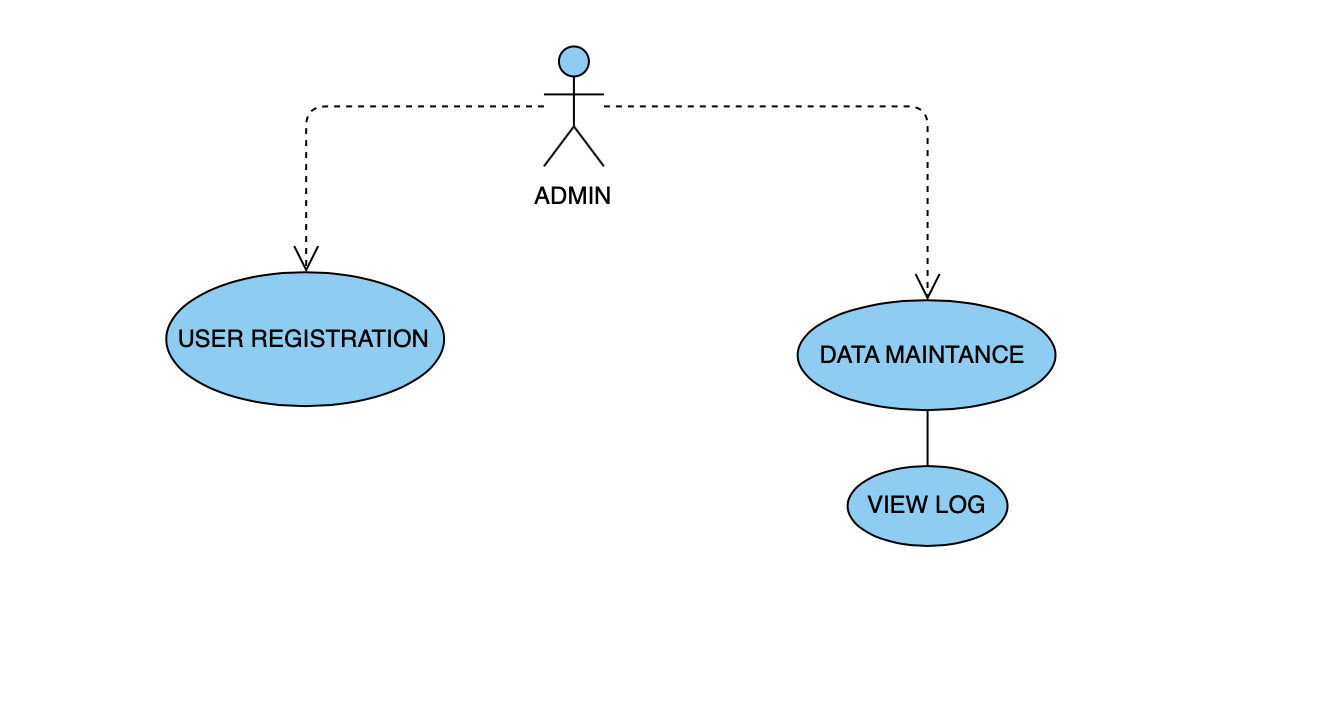 ADMIN
USER REGISTRATION
DATA MAINTANCE
VIEW LOG